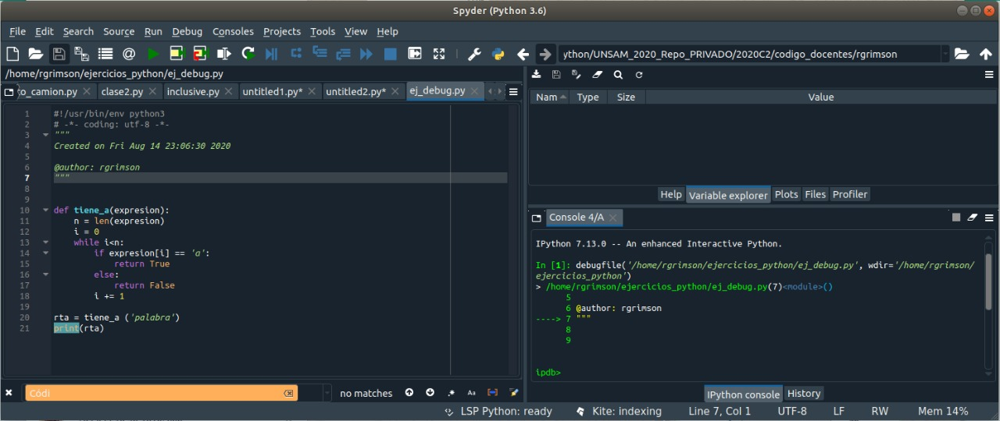 Spyder (Python 3.6)
File Edit Search Source Run Debug Consoles Projects Tools View Help
ython/UNSAM_2020_Repo_PRIVADO/2020C2/codigo_docentes/rgrimson
/home/rgrimson/ejercicios_python/ej_debug.py
o_camion.py clase2.py inclusive.py untitled1.py* untitled2.py* ej_debug.py
1 #!/usr/bin/env python3
2 # -*- coding: utf-8 -*-
3 """
4 Created on Fri Aug 14 23:06:30 2020
5
6 @author: rgrimson
7 """
8
9
10 def tiene_a(expresion):
11     n = len(expresion)
12     i = 0
13     while i<n:
14         if expresion[i] == 'a':
15             return True
16         else:
17             return False
18         i += 1
19
20 rta = tiene_a ('palabra')
21 print(rta)
Códi no matches Aa
Nam Type Size Value
Help Variable explorer Plots Files Profiler
Console 4/A
IPython 7.13.0 -- An enhanced Interactive Python.
In [1]: debugfile('/home/rgrimson/ejercicios_python/ej_debug.py', wdir='/home/rgrimson/
ejercicios_python')
> /home/rgrimson/ejercicios_python/ej_debug.py(7)<module>()
5
6 @author: rgrimson
----> 7 """
8
9
ipdb>
IPython console History
LSP Python: ready Kite: indexing Line 7, Col 1 UTF-8 LF RW Mem 14%